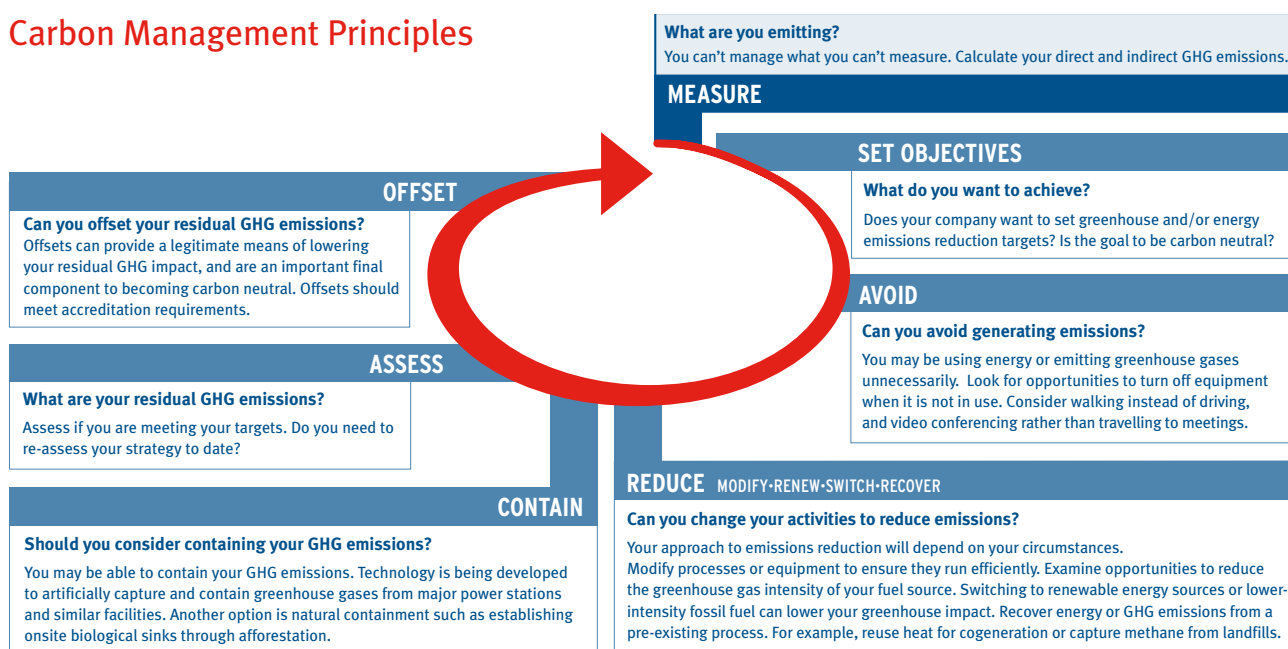 Carbon Management Principles
What are you emitting?
You can’t manage what you can’t measure. Calculate your direct and indirect GHG emissions.
MEASURE
SET OBJECTIVES
What do you want to achieve?
Does your company want to set greenhouse and/or energy
emissions reduction targets? Is the goal to be carbon neutral?
AVOID
Can you avoid generating emissions?
You may be using energy or emitting greenhouse gases
unnecessarily. Look for opportunities to turn off equipment
when it is not in use. Consider walking instead of driving,
and video conferencing rather than travelling to meetings.
REDUCE MODIFY·RENEW·SWITCH·RECOVER
Can you change your activities to reduce emissions?
Your approach to emissions reduction will depend on your circumstances.
Modify processes or equipment to ensure they run efficiently. Examine opportunities to reduce
the greenhouse gas intensity of your fuel source. Switching to renewable energy sources or lower-
intensity fossil fuel can lower your greenhouse impact. Recover energy or GHG emissions from a
pre-existing process. For example, reuse heat for cogeneration or capture methane from landfills.
CONTAIN
Should you consider containing your GHG emissions?
You may be able to contain your GHG emissions. Technology is being developed
to artificially capture and contain greenhouse gases from major power stations
and similar facilities. Another option is natural containment such as establishing
onsite biological sinks through afforestation.
ASSESS
What are your residual GHG emissions?
Assess if you are meeting your targets. Do you need to
re-assess your strategy to date?
OFFSET
Can you offset your residual GHG emissions?
Offsets can provide a legitimate means of lowering
your residual GHG impact, and are an important final
component to becoming carbon neutral. Offsets should
meet accreditation requirements.